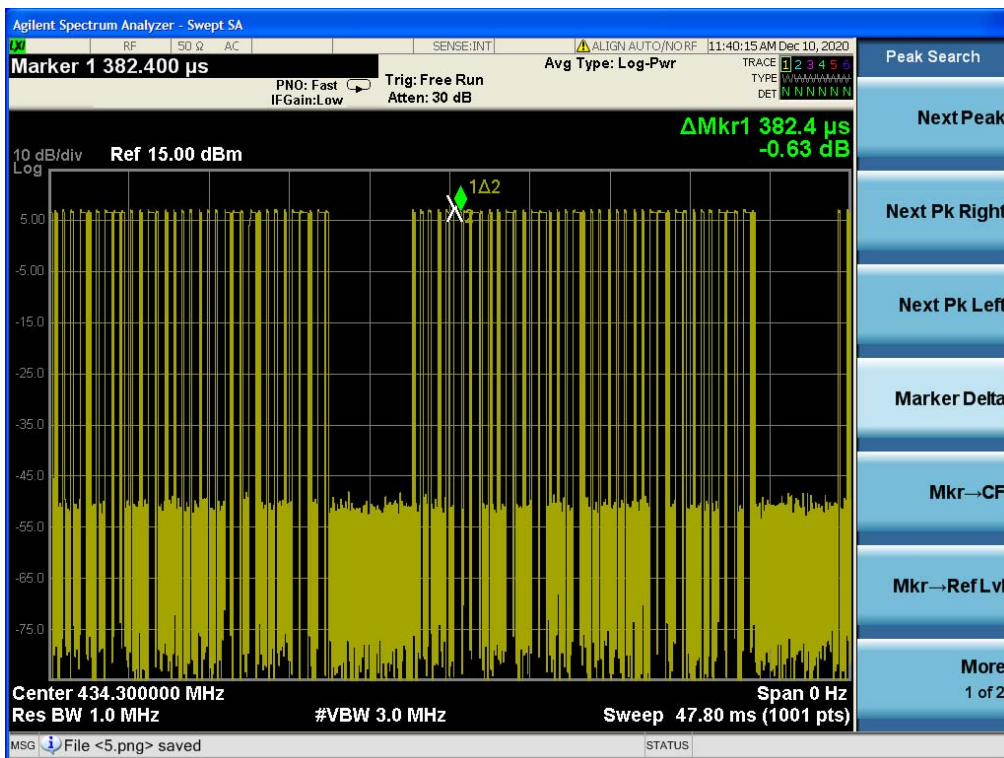 Agilent Spectrum Analyzer - Swept SA
LXI RF 50 Ω AC SENSE:INT ALIGN AUTO/NO RF 11:40:15 AM Dec 10, 2020
Marker 1 382.400 µs
PNO: Fast
IFGain:Low
Trig: Free Run
Atten: 30 dB
Avg Type: Log-Pwr
TRACE 1 2 3 4 5 6
TYPE
DET N N N N N N
ΔMkr1 382.4 µs
-0.63 dB
10 dB/div Ref 15.00 dBm
Log
1Δ2
2
5.00
-5.00
-15.0
-25.0
-35.0
-45.0
-55.0
-65.0
-75.0
Center 434.300000 MHz
Span 0 Hz
Res BW 1.0 MHz #VBW 3.0 MHz Sweep 47.80 ms (1001 pts)
MSG File <5.png> saved STATUS
Peak Search
Next Peak
Next Pk Right
Next Pk Left
Marker Delta
Mkr→CF
Mkr→Ref Lvl
More
1 of 2